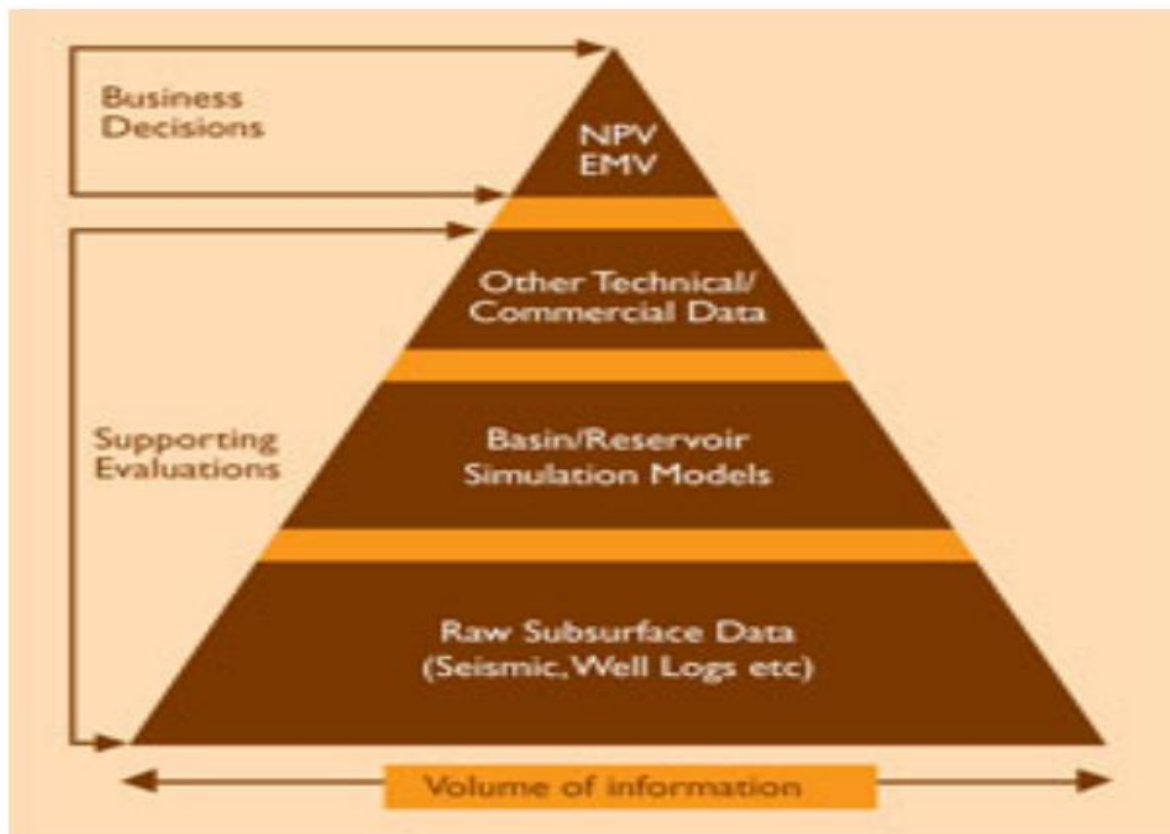 Business
Decisions
NPV
EMV
Other Technical/
Commercial Data
Supporting
Evaluations
Basin/Reservoir
Simulation Models
Raw Subsurface Data
(Seismic, Well Logs etc)
Volume of information